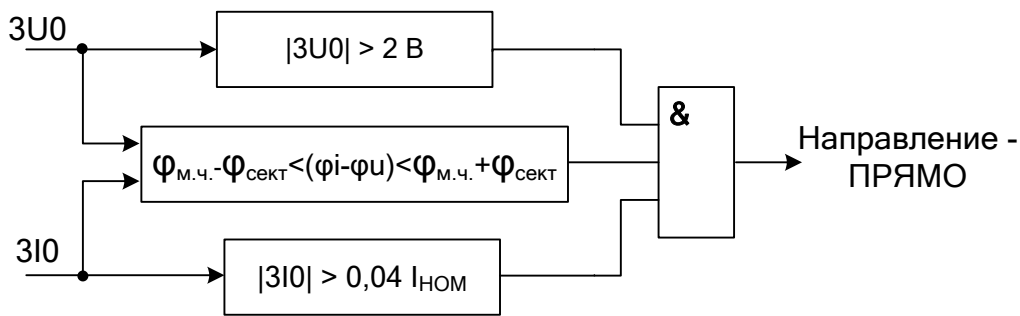 3U0
|3U0| > 2 В
&
φм.ч.-φсект<(φi-φu)<φм.ч.+φсект
Направление -
ПРЯМО
3I0
|3I0| > 0,04 IНОМ